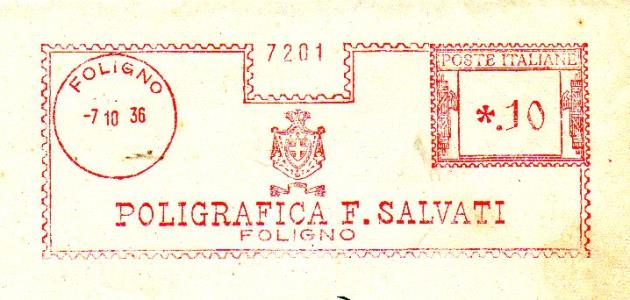 7201
FOLIGNO
-7 10 36
POSTE ITALIANE
*.10
POLIGRAFICA F. SALVATI
FOLIGNO